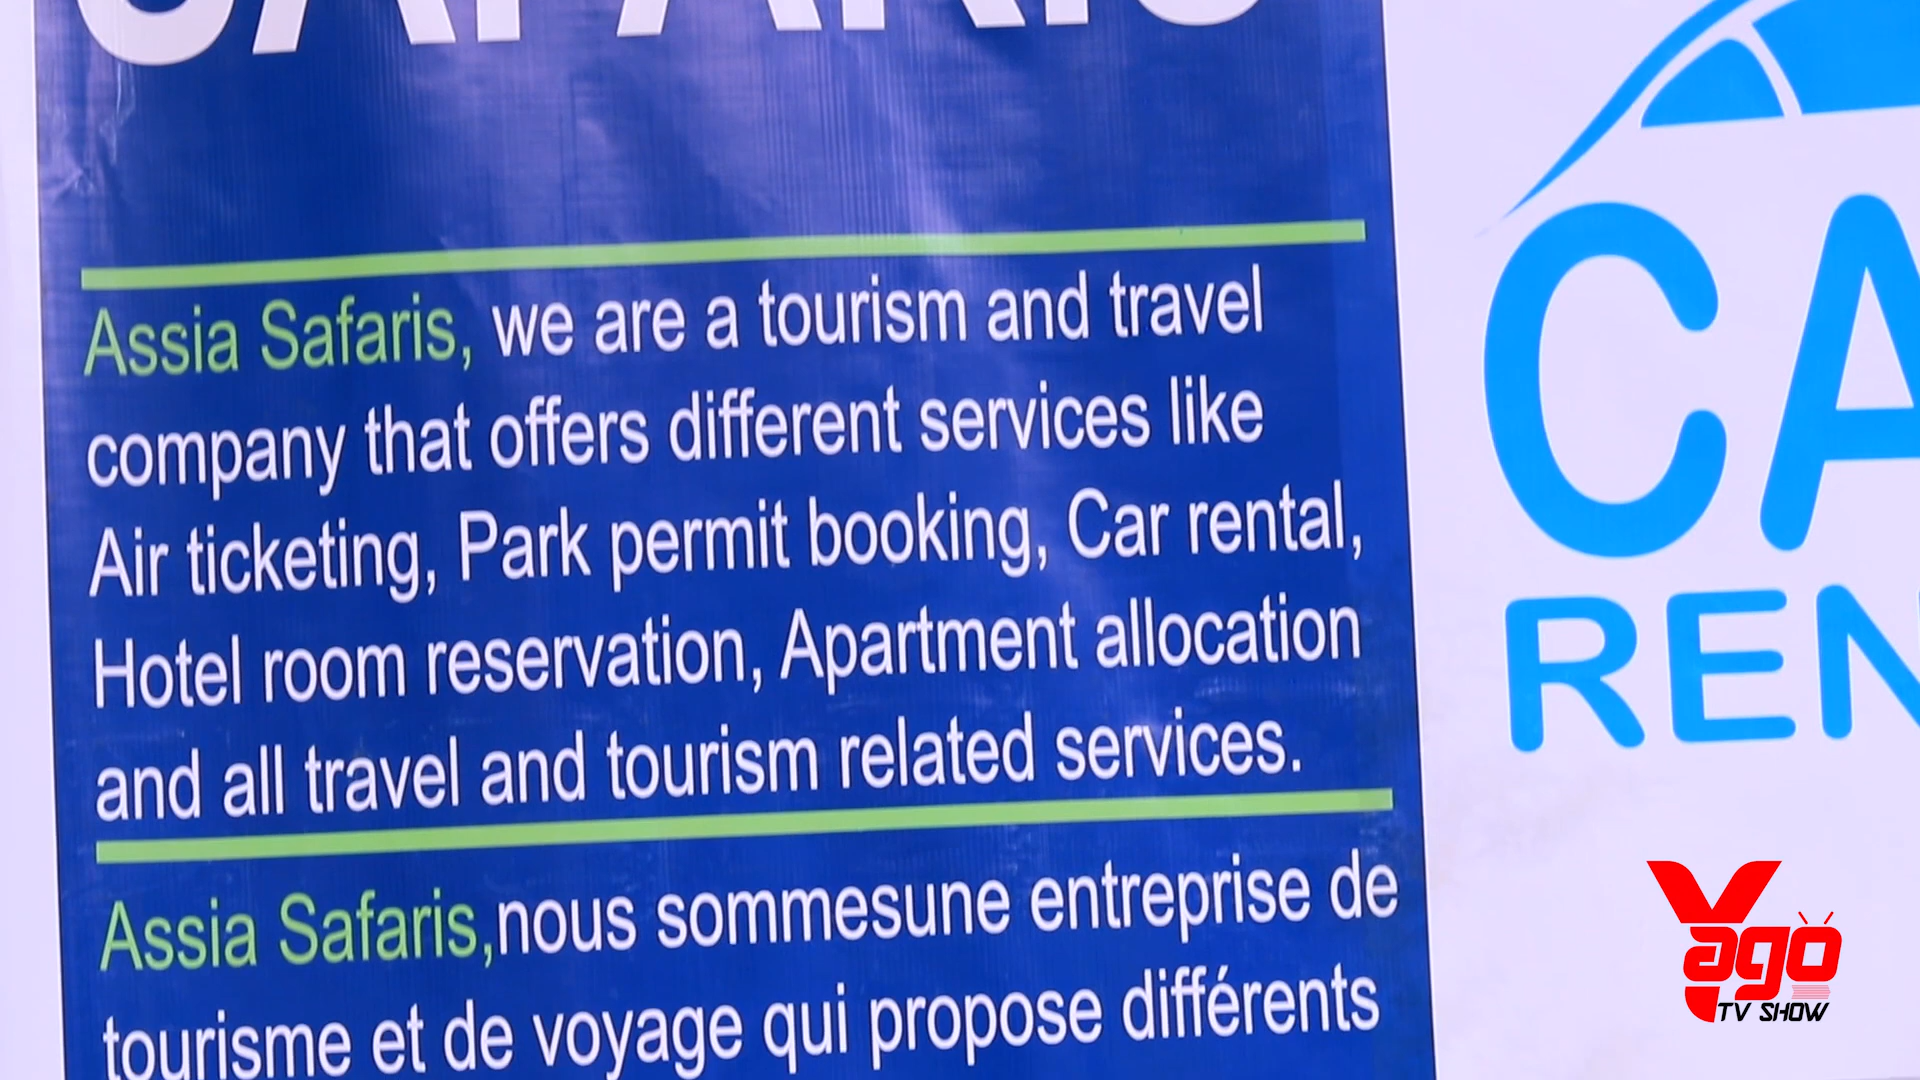 SAFARIS
Assia Safaris, we are a tourism and travel
company that offers different services like
Air ticketing, Park permit booking, Car rental,
Hotel room reservation, Apartment allocation
and all travel and tourism related services.
Assia Safaris,nous sommesune entreprise de
tourisme et de voyage qui propose différents
CA
REN
Yago
TV SHOW